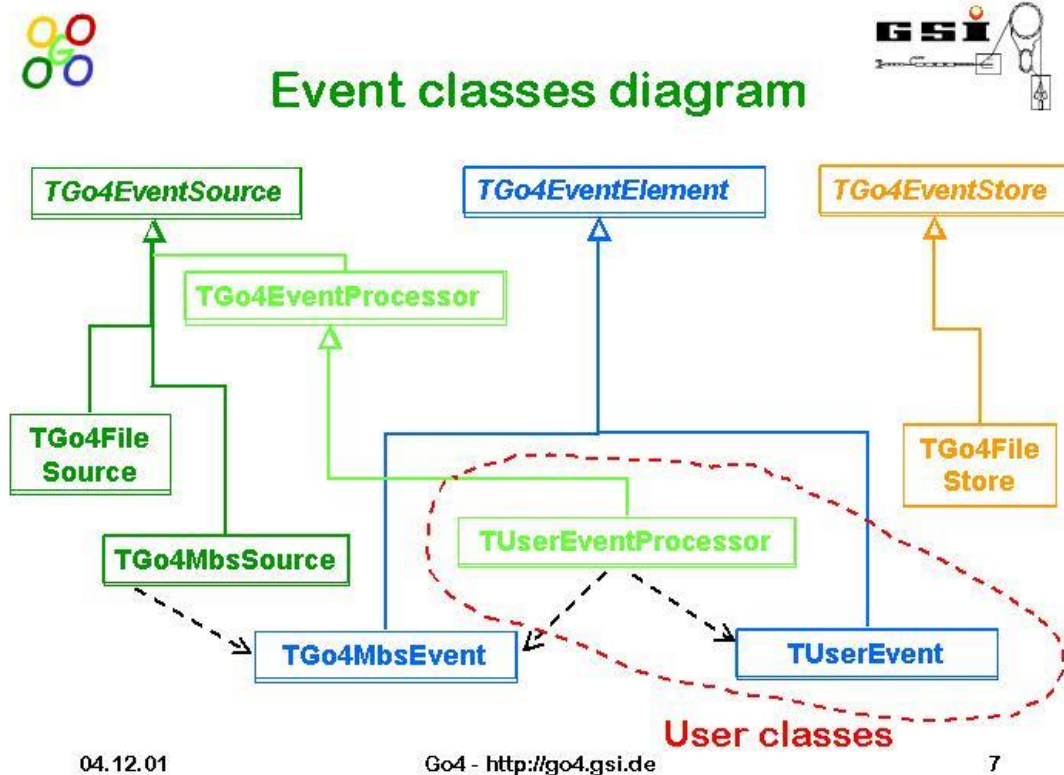 G
GSI
Event classes diagram
TGo4EventSource
TGo4EventElement
TGo4EventStore
TGo4EventProcessor
TGo4File
Source
TGo4File
Store
TUserEventProcessor
TGo4MbsSource
TGo4MbsEvent
TUserEvent
User classes
04.12.01
Go4 - http://go4.gsi.de
7